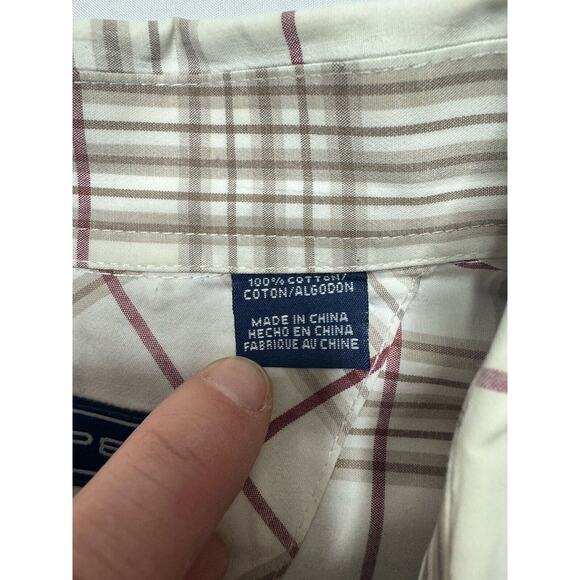 100% COTTON/
COTON/ALGODON
MADE IN CHINA
HECHO EN CHINA
FABRIQUE AU CHINE